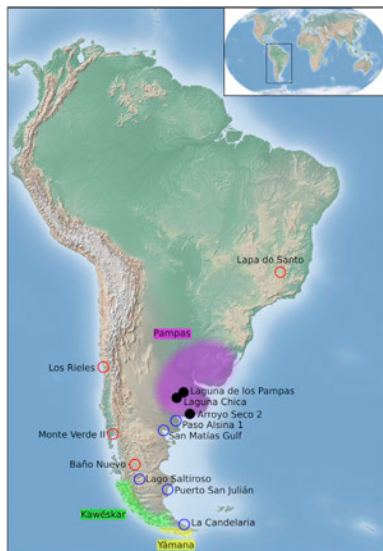 Lapa do Santo
Pampas
Los Rieles
Laguna de los Pampas
Laguna Chica
Arroyo Seco 2
Paso Alsina 1
Monte Verde II
San Matías Gulf
Baño Nuevo
Lago Saltiroso
Puerto San Julián
Kawéskar
La Candelaria
Yámana